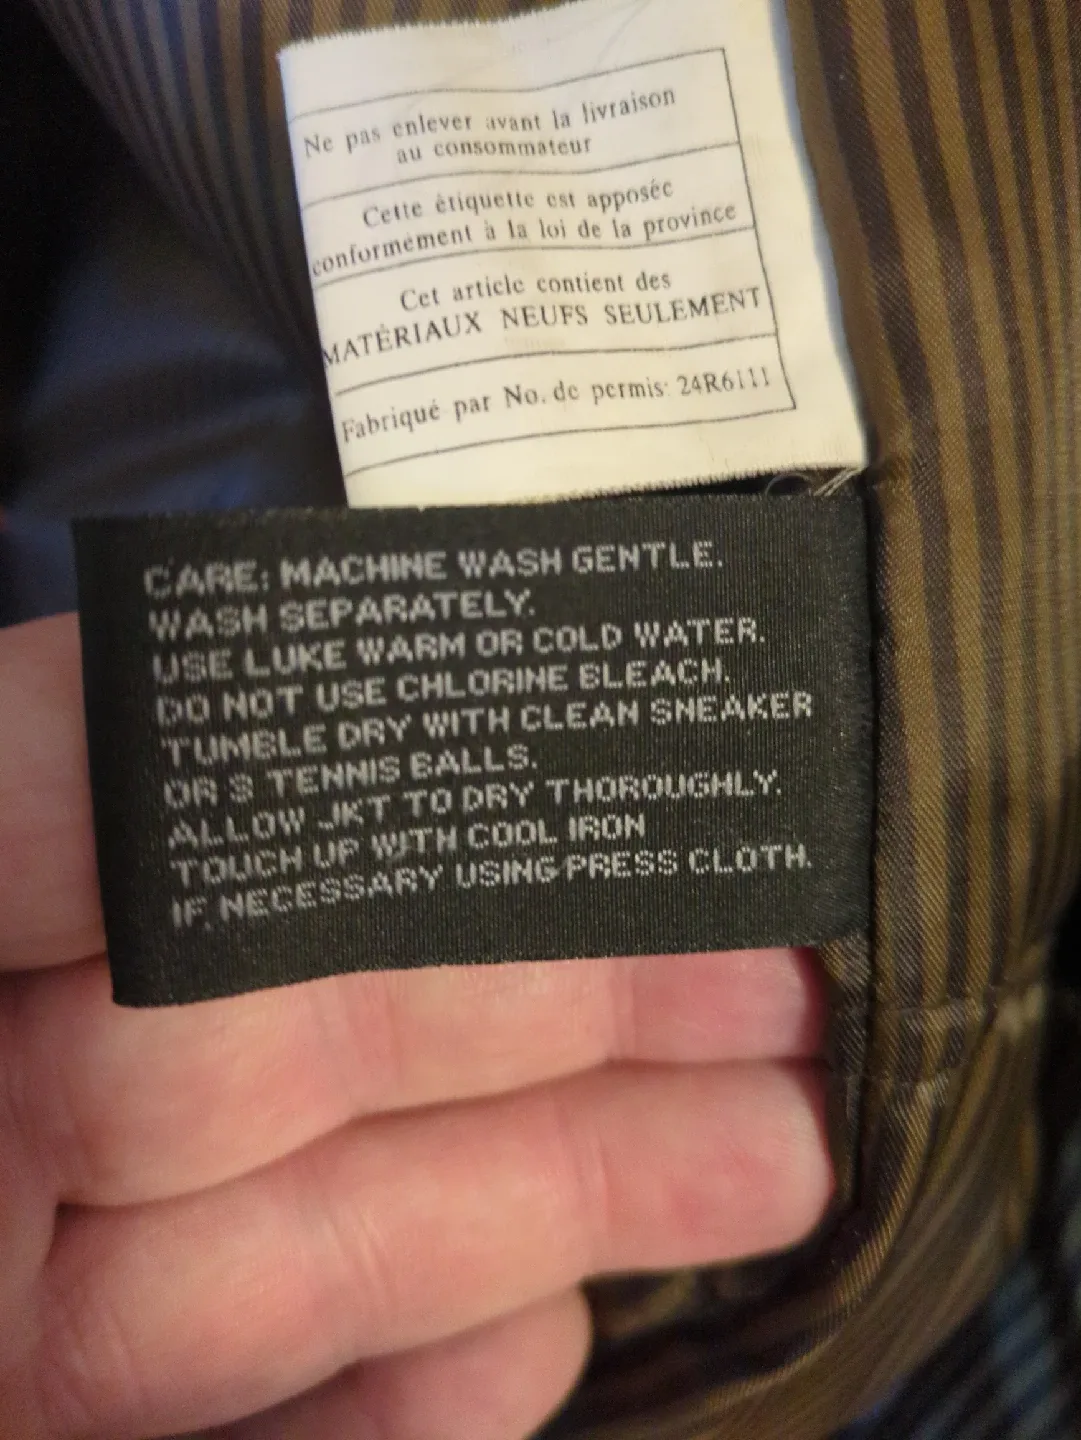 Ne pas enlever avant la livraison
au consommateur
Cette étiquette est apposée
conformément à la loi de la province
Cet article contient des
MATÉRIAUX NEUFS SEULEMENT
Fabriqué par No. de permis: 24R6111
CARE: MACHINE WASH GENTLE.
WASH SEPARATELY.
USE LUKE WARM OR COLD WATER.
DO NOT USE CHLORINE BLEACH.
TUMBLE DRY WITH CLEAN SNEAKER
OR 3 TENNIS BALLS.
ALLOW JKT TO DRY THOROUGHLY.
TOUCH UP WITH COOL IRON
IF NECESSARY USING PRESS CLOTH.